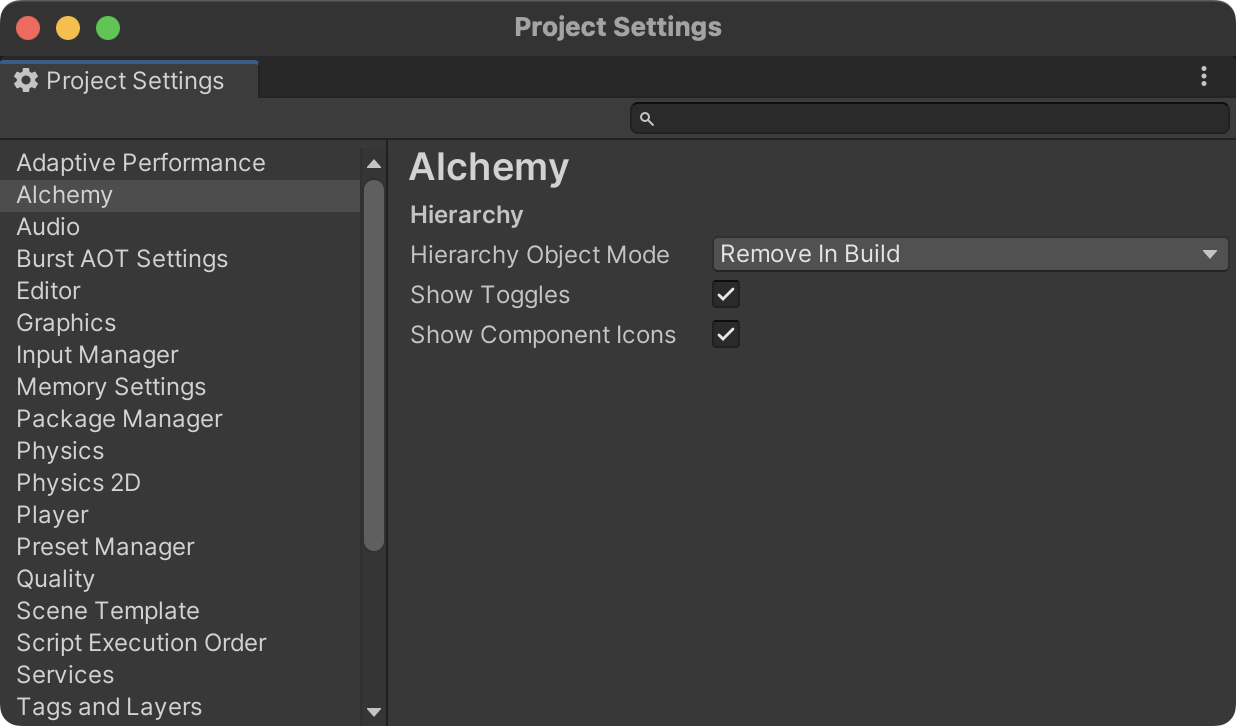 Project Settings
Project Settings
Adaptive Performance
Alchemy
Audio
Burst AOT Settings
Editor
Graphics
Input Manager
Memory Settings
Package Manager
Physics
Physics 2D
Player
Preset Manager
Quality
Scene Template
Script Execution Order
Services
Tags and Layers
Alchemy
Hierarchy
Hierarchy Object Mode Remove In Build
Show Toggles
Show Component Icons